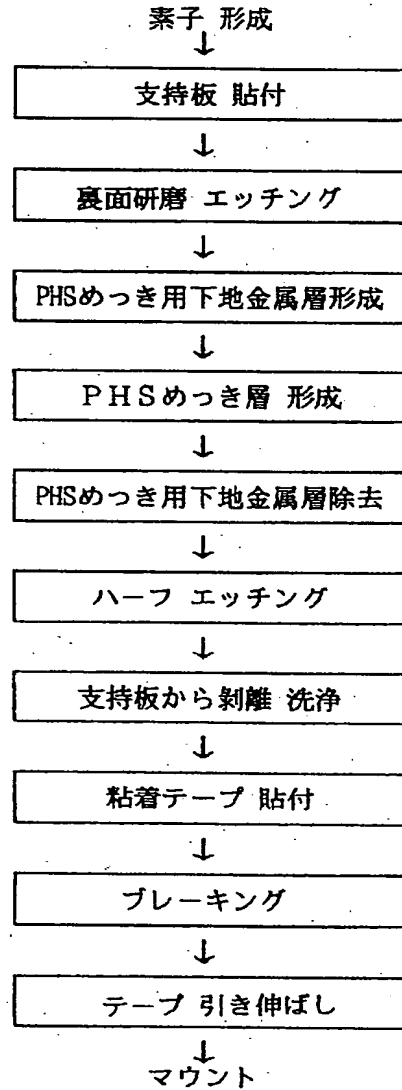 素子 形成
↓
支持板 貼付
↓
裏面研磨 エッチング
↓
PHSめっき用下地金属層形成
↓
PHSめっき層 形成
↓
PHSめっき用下地金属層除去
↓
ハーフ エッチング
↓
支持板から剝離 洗浄
↓
粘着テープ 貼付
↓
ブレーキング
↓
テープ 引き伸ばし
↓
マウント